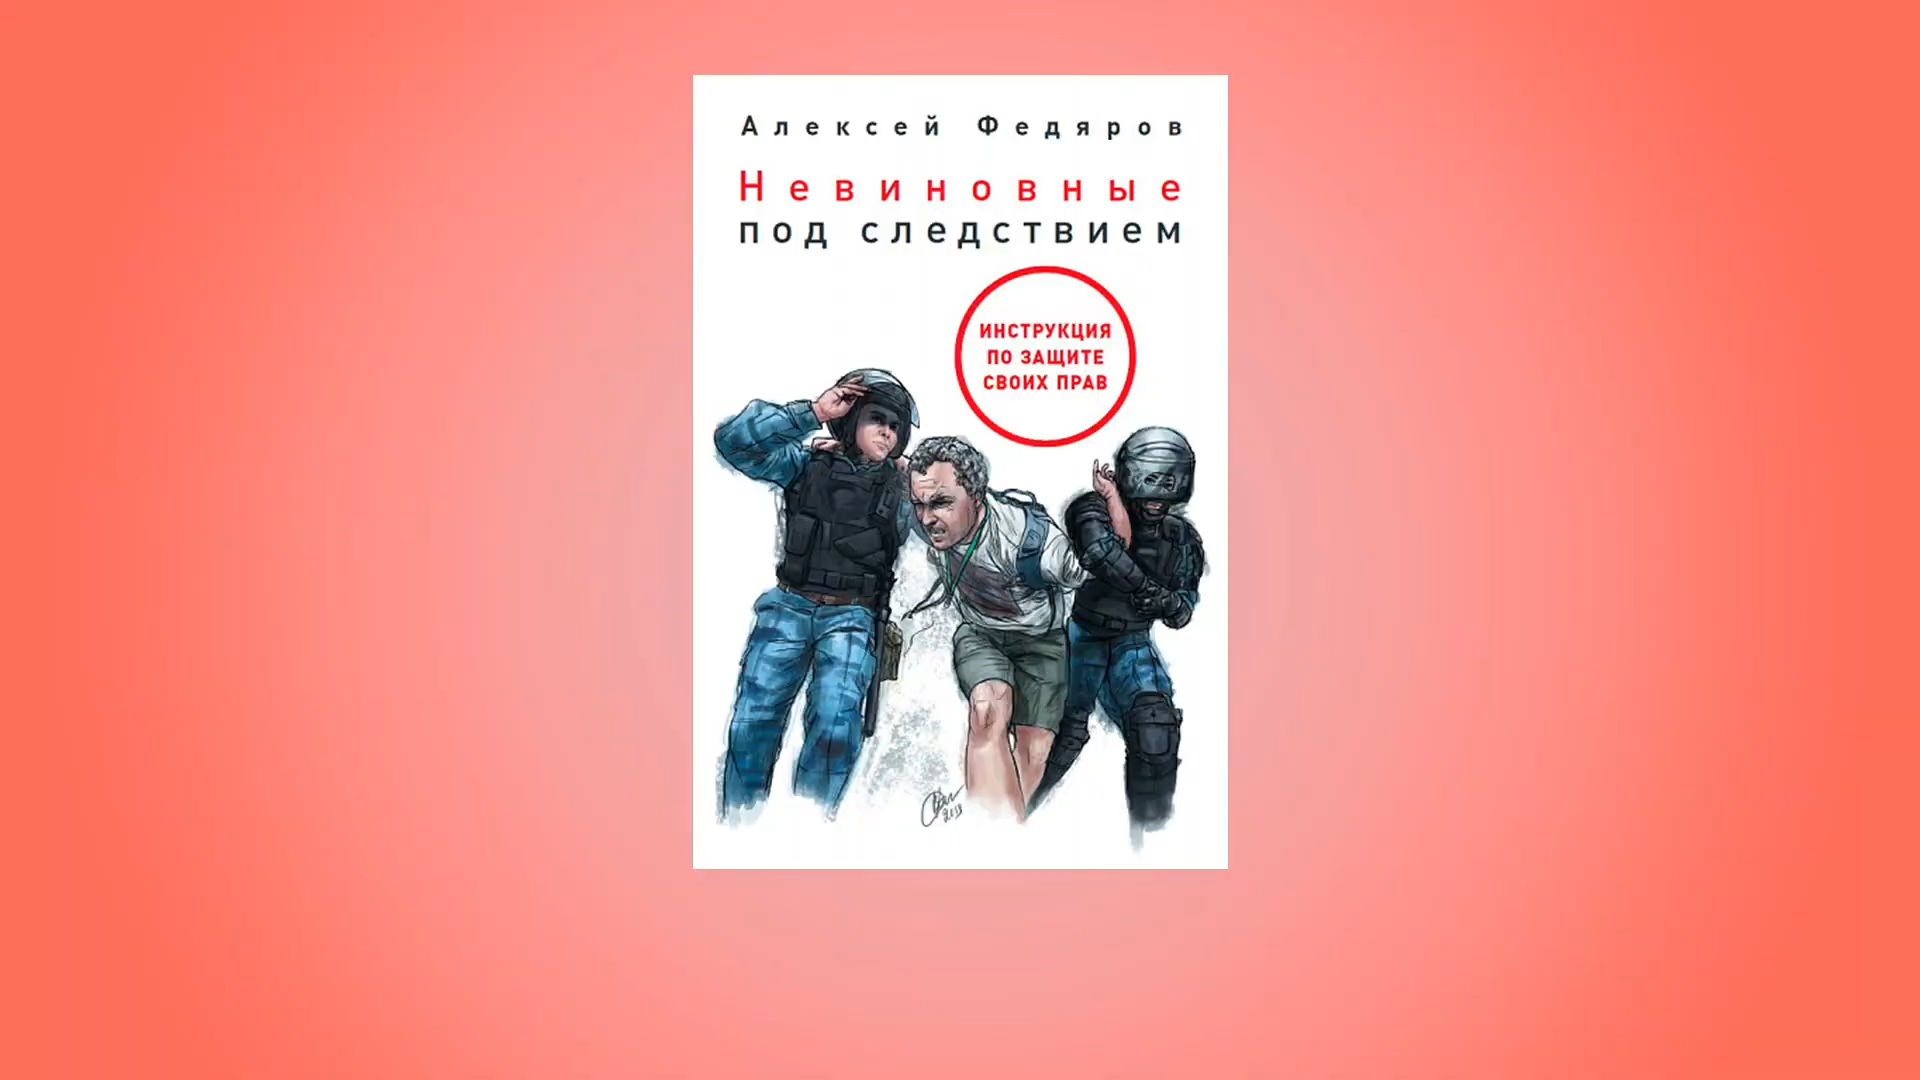 Алексей Федяров
Невиновные
под следствием
ИНСТРУКЦИЯ
ПО ЗАЩИТЕ
СВОИХ ПРАВ